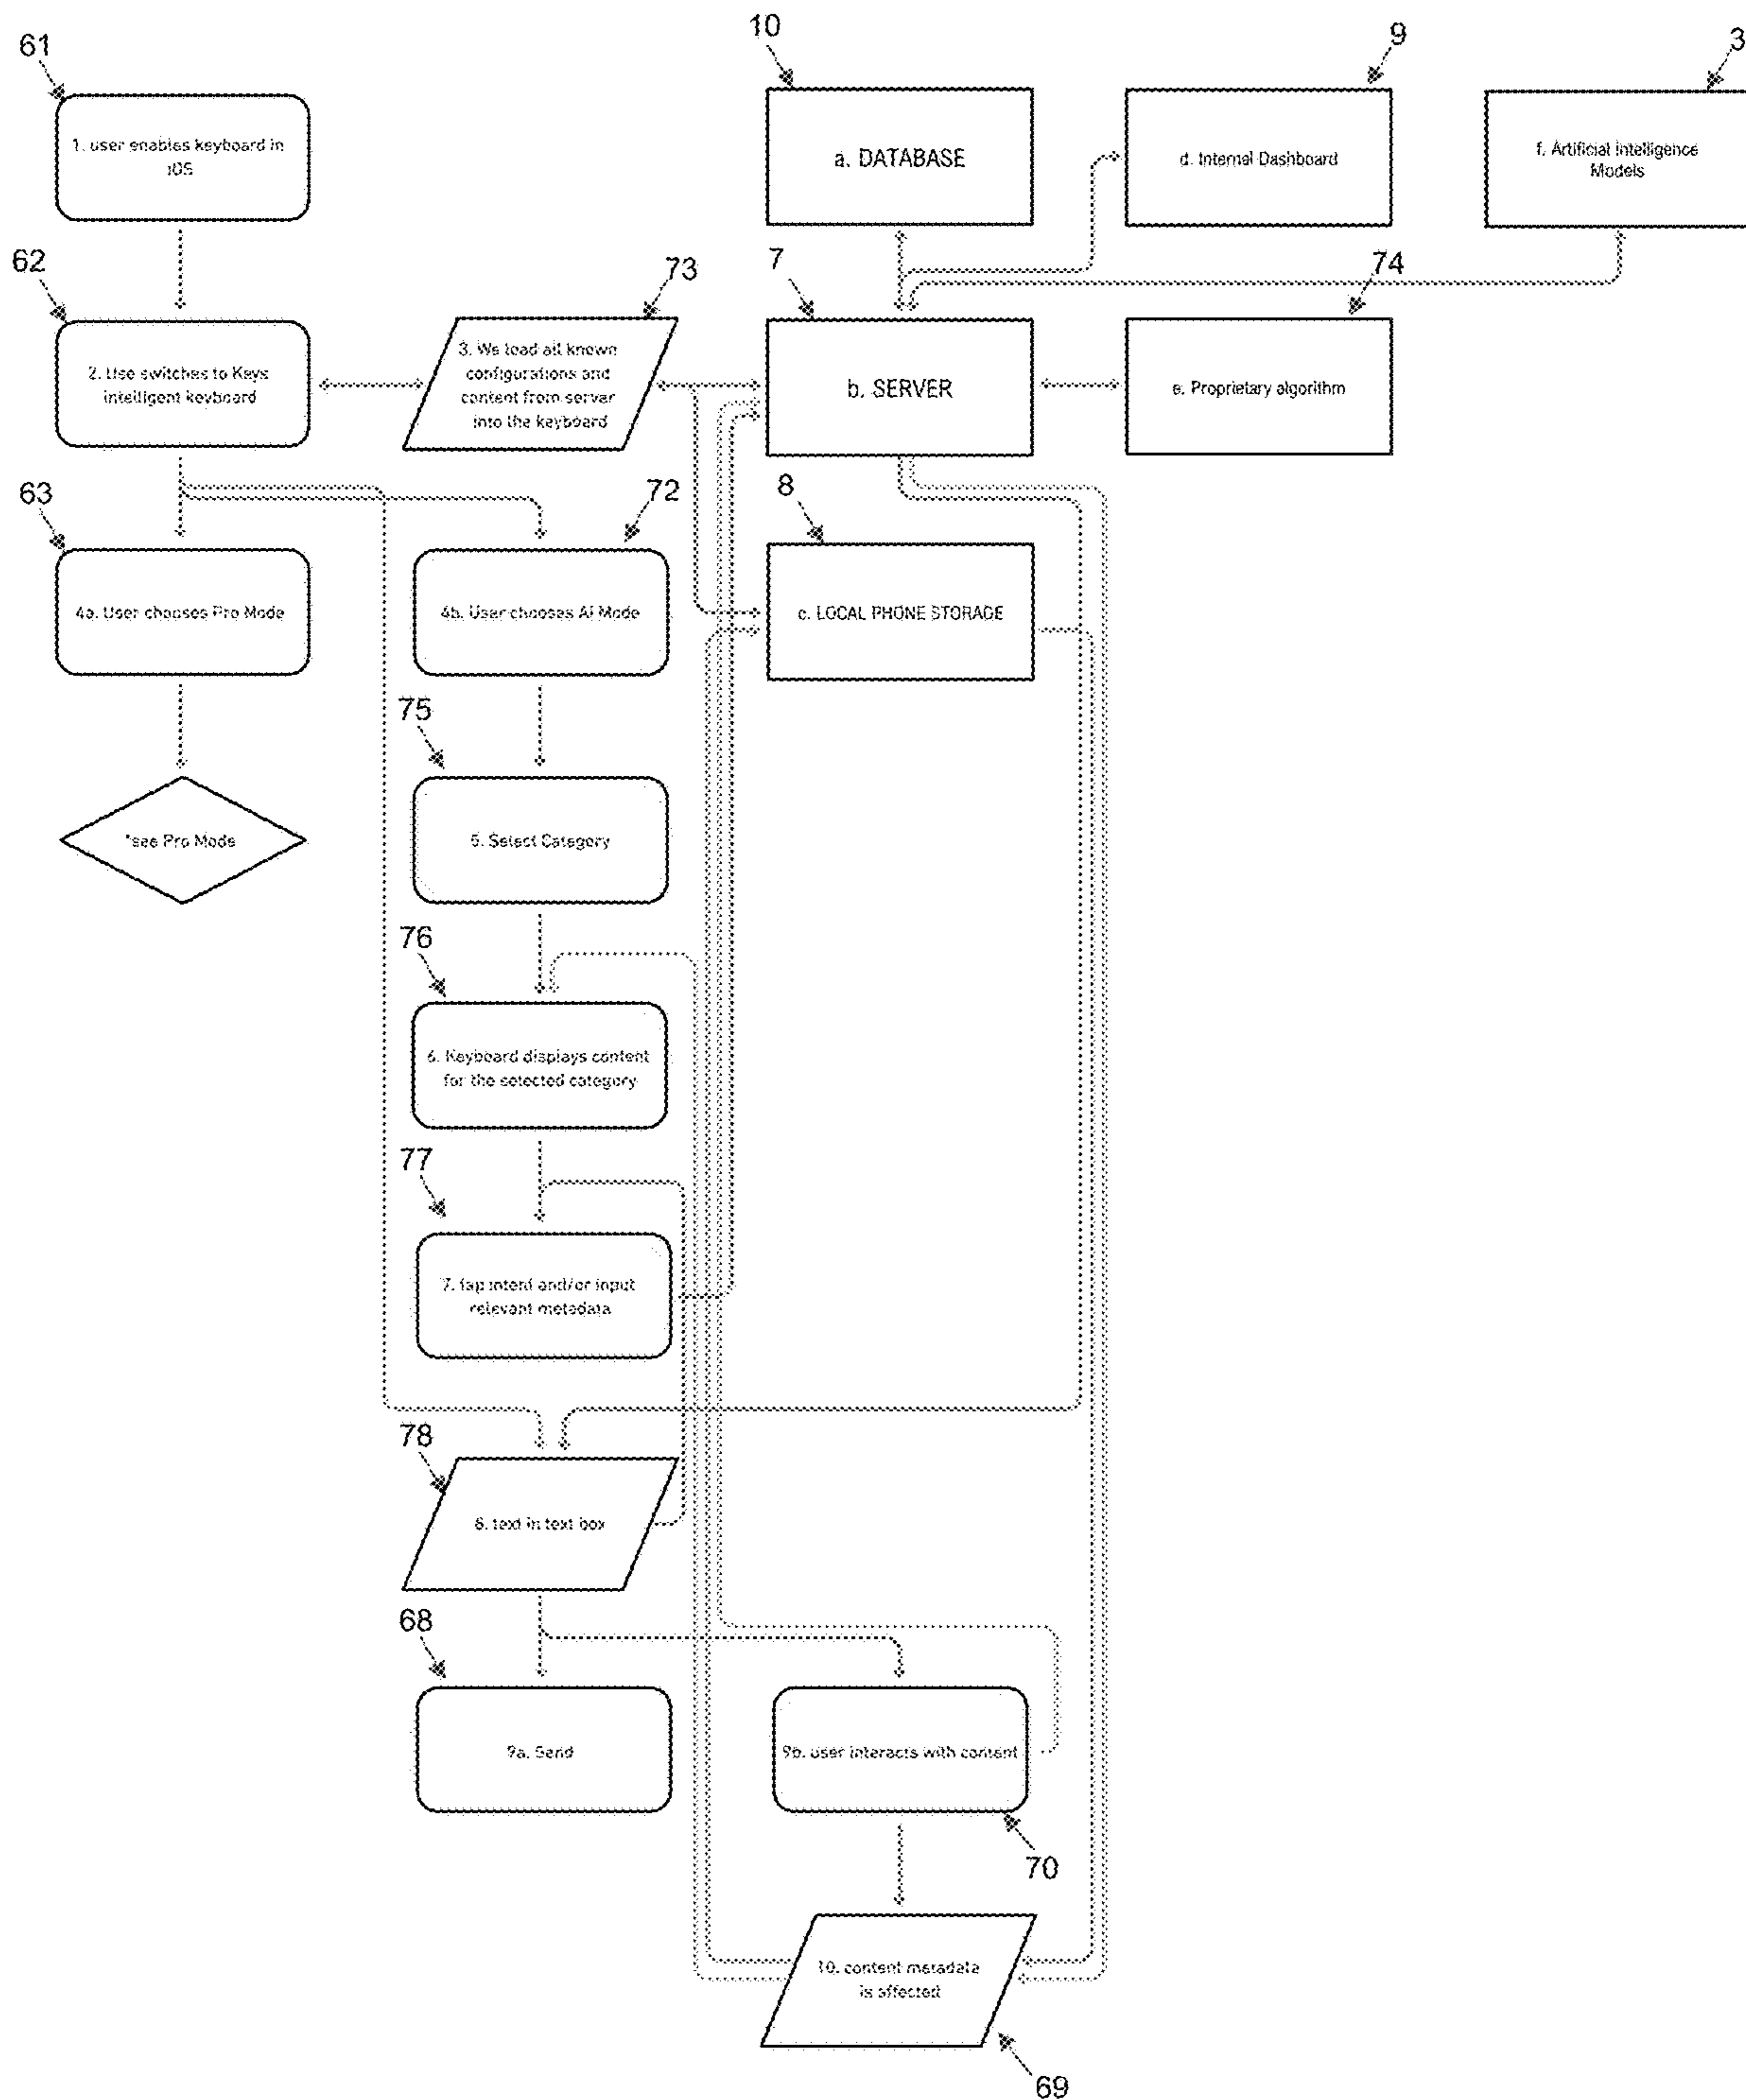 61
10
9
3
1. user enables keyboard in
iOS
a. DATABASE
d. Internal Dashboard
f. Artificial Intelligence
Models
62
73
7
74
2. Use switches to Keys
intelligent keyboard
3. We load all known
configurations and
content from server
into the keyboard
b. SERVER
e. Proprietary algorithm
63
72
8
4a. User chooses Pro Mode
4b. User chooses AI Mode
c. LOCAL PHONE STORAGE
75
*see Pro Mode
5. Select Category
76
6. Keyboard displays content
for the selected category
77
7. tap intent and/or input
relevant metadata
78
8. text in text box
68
9a. Send
9b. user interacts with content
70
10. content metadata
is affected
69